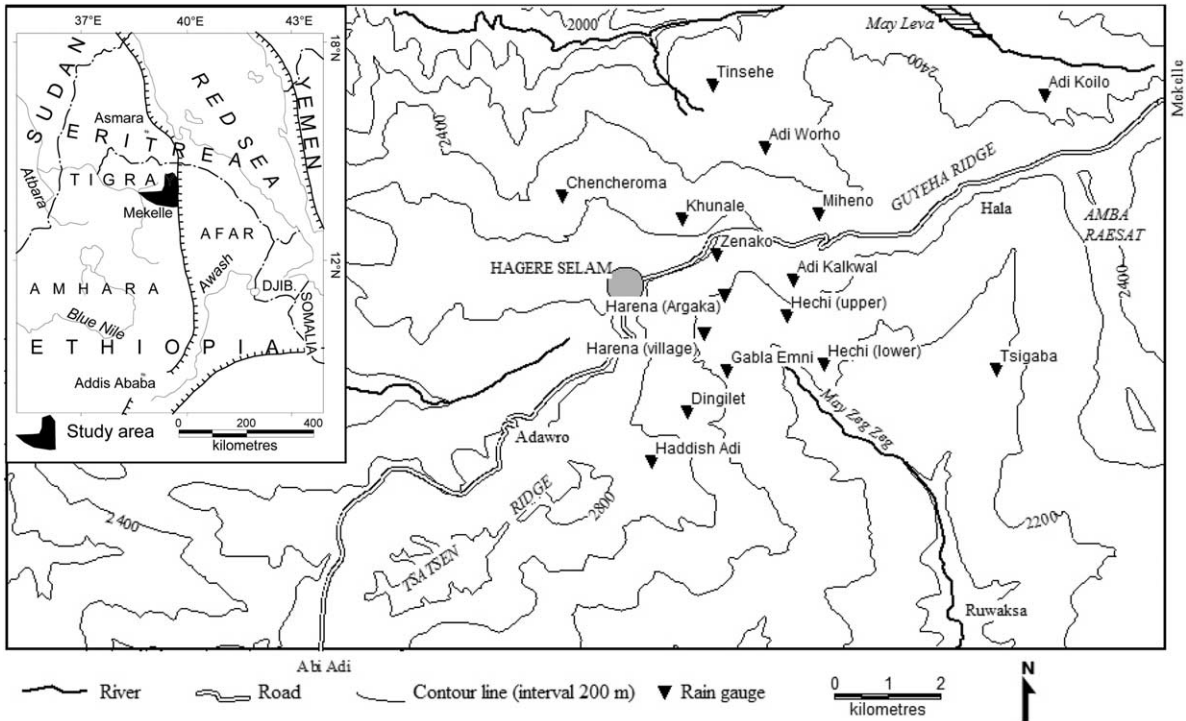 37°E 40°E 43°E
18°N
12°N
SUDAN
ERITREA
Asmara
RED SEA
YEMEN
Atbara
TIGRA
Mekelle
AFAR
Awash
AMHARA
DJIB.
SOMALIA
Blue Nile
ETHIOPIA
Addis Ababa
Study area
0 200 400
kilometres
2000
May Leva
2400
Tinsehe
Adi Koilo
Mekelle
2400
Adi Worho
GUYEHA RIDGE
Chencheroma
Khunale
Miheno
Hala
AMBA
RAESAT
Zenako
HAGERE SELAM
Adi Kalkwal
2400
Harena (Argaka)
Hechi (upper)
Harena (village)
Gabla Emni
Hechi (lower)
Tsigaba
Dingilet
May Zeg Zeg
Adawro
Haddish Adi
TSATSEN RIDGE
2800
2400
2200
Ruwaksa
Abi Adi
River
Road
Contour line (interval 200 m)
Rain gauge
0 1 2
kilometres
N